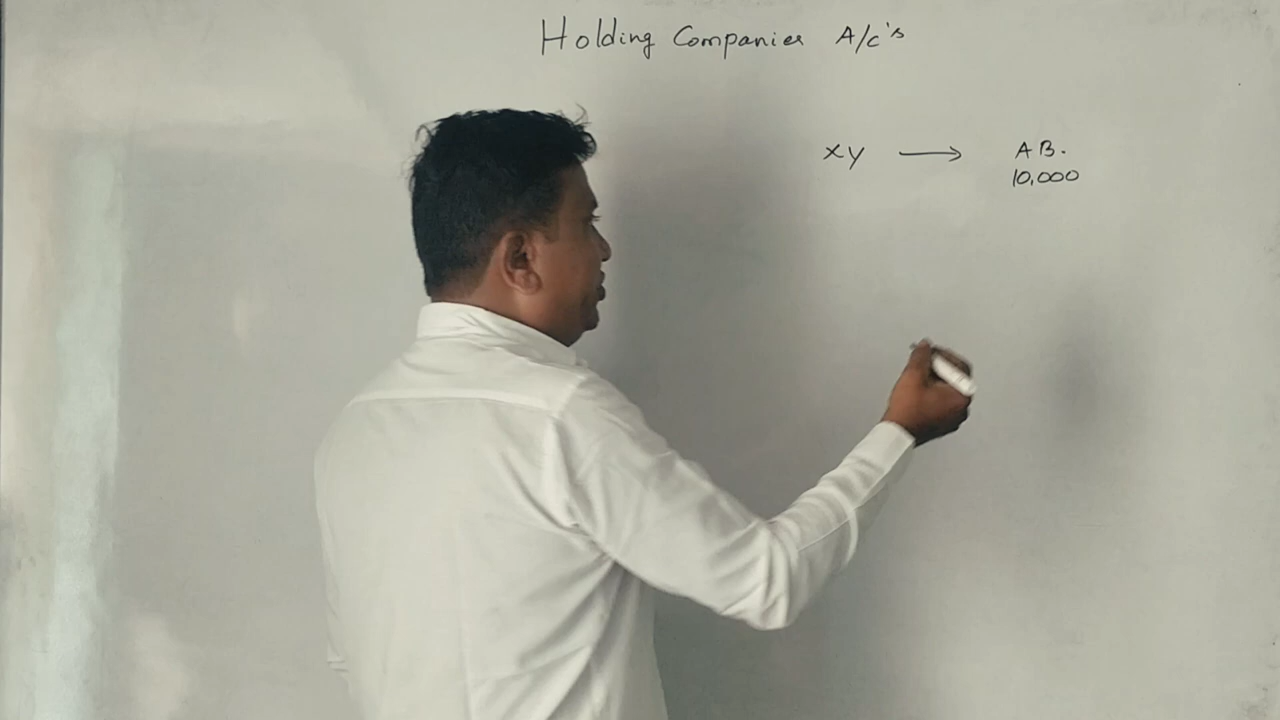 Holding Companies A/c's
XY → AB.
10,000